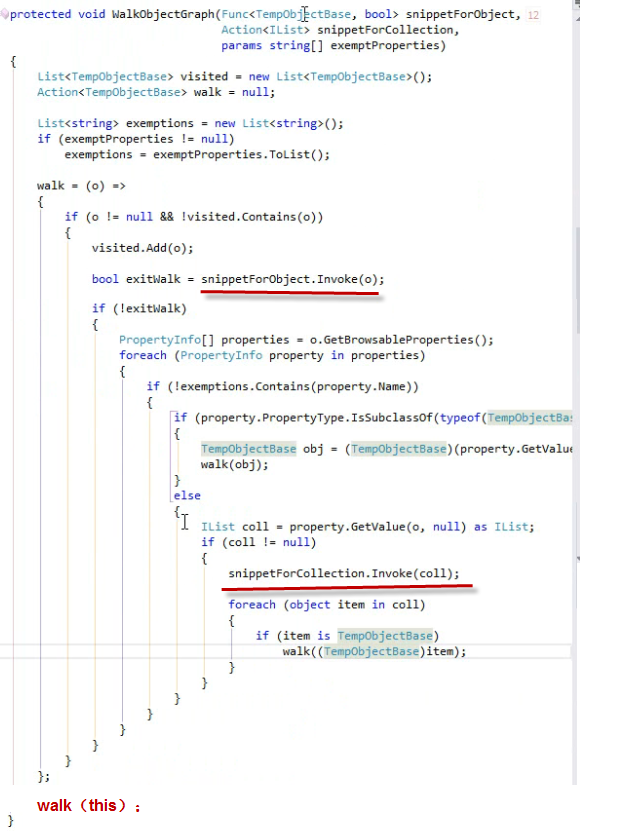 protected void WalkObjectGraph(Func<TempObjectBase, bool> snippetForObject, 12
Action<IList> snippetForCollection,
params string[] exemptProperties)
{
List<TempObjectBase> visited = new List<TempObjectBase>();
Action<TempObjectBase> walk = null;
List<string> exemptions = new List<string>();
if (exemptProperties != null)
exemptions = exemptProperties.ToList();
walk = (o) =>
{
if (o != null && !visited.Contains(o))
{
visited.Add(o);
bool exitWalk = snippetForObject.Invoke(o);
if (!exitWalk)
{
PropertyInfo[] properties = o.GetBrowsableProperties();
foreach (PropertyInfo property in properties)
{
if (!exemptions.Contains(property.Name))
{
if (property.PropertyType.IsSubclassOf(typeof(TempObjectBas
{
TempObjectBase obj = (TempObjectBase)(property.GetValue
walk(obj);
}
else
{
IList coll = property.GetValue(o, null) as IList;
if (coll != null)
{
snippetForCollection.Invoke(coll);
foreach (object item in coll)
{
if (item is TempObjectBase)
walk((TempObjectBase)item);
}
}
}
}
}
}
}
};
walk（this）；
}